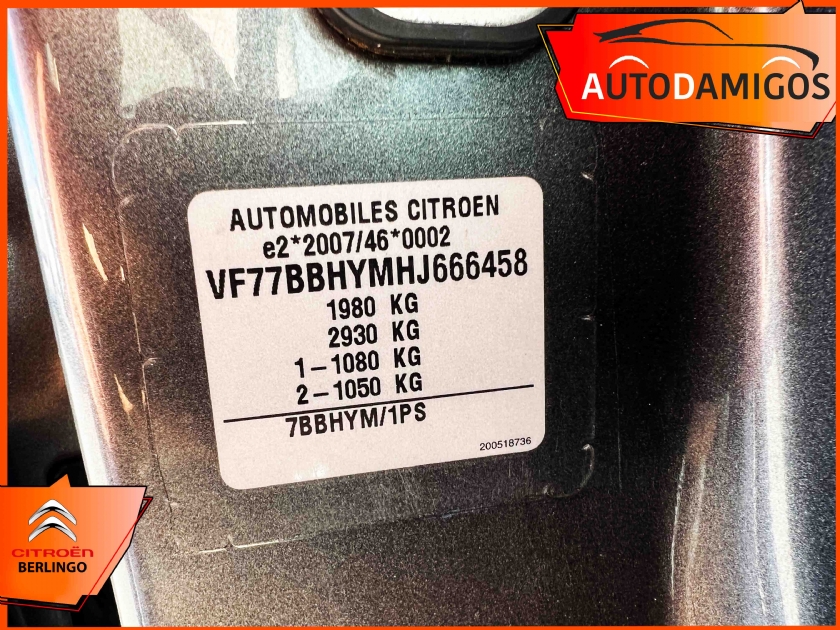 AUTODAMIGOS
AUTOMOBILES CITROEN
e2*2007/46*0002
VF77BBHYMHJ666458
1980 KG
2930 KG
1-1080 KG
2-1050 KG
7BBHYM/1PS
200518736
CITROËN
BERLINGO